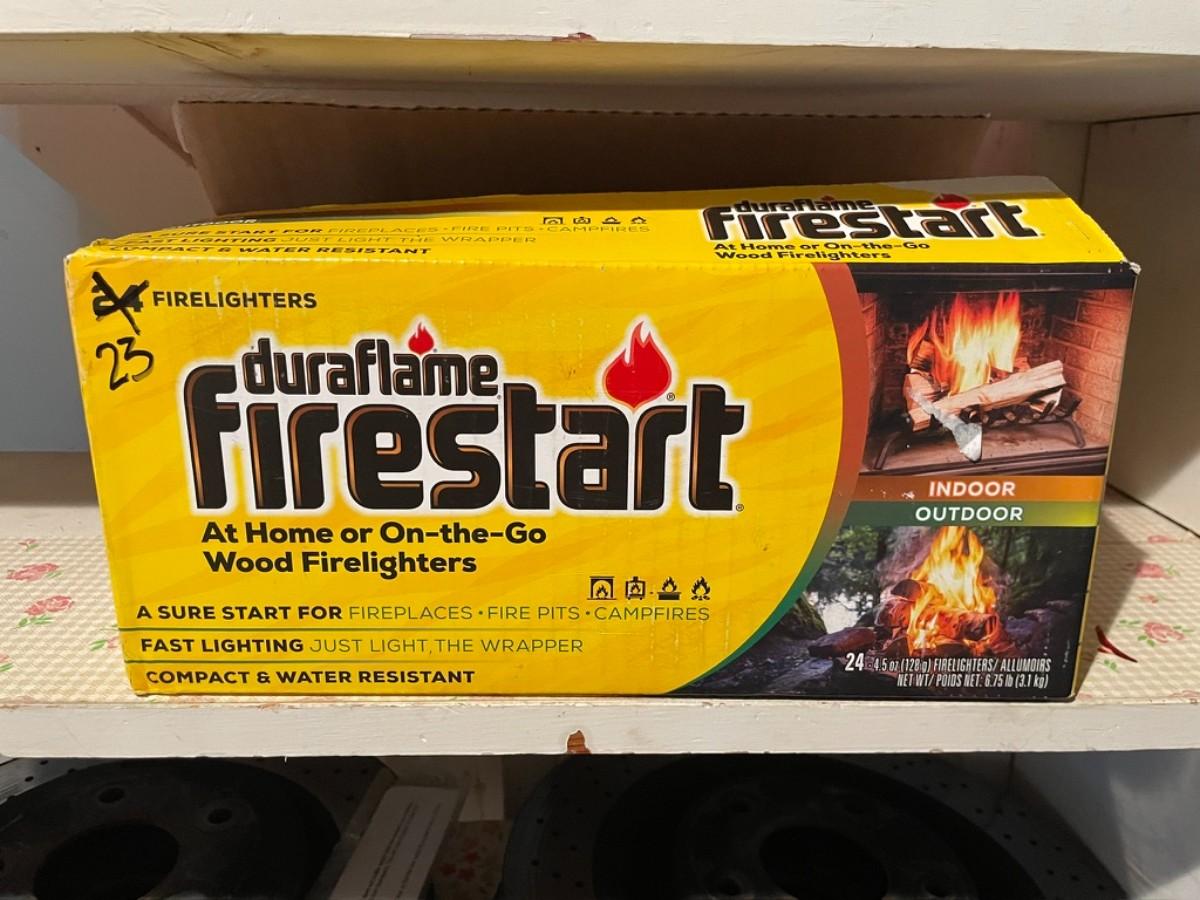 SURE START FOR FIREPLACES • FIRE PITS • CAMPFIRES
FAST LIGHTING JUST LIGHT THE WRAPPER
COMPACT & WATER RESISTANT
duraflame
firestart
At Home or On-the-Go
Wood Firelighters
24 FIRELIGHTERS
23
duraflame
firestart®
At Home or On-the-Go
Wood Firelighters
A SURE START FOR FIREPLACES • FIRE PITS • CAMPFIRES
FAST LIGHTING JUST LIGHT THE WRAPPER
COMPACT & WATER RESISTANT
INDOOR
OUTDOOR
24 - 4.5 oz (128 g) FIRELIGHTERS/ ALLUMOIRS
NET WT/ POIDS NET: 6.75 lb (3.1 kg)